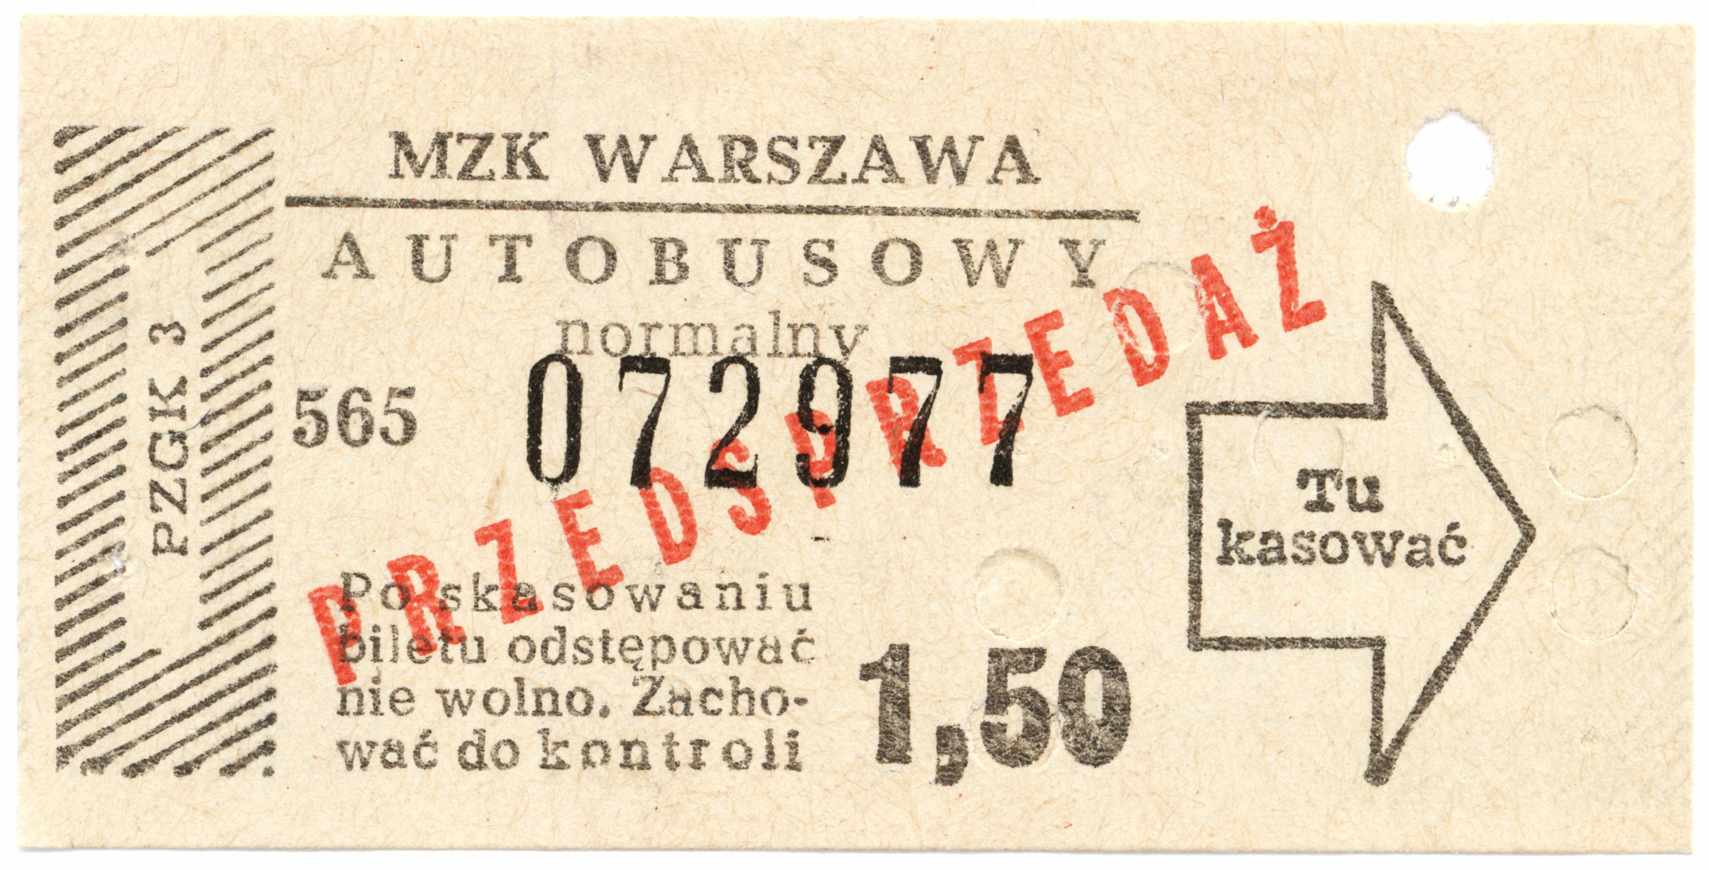 MZK WARSZAWA
AUTOBUSOWY
normalny
565 072977
PRZEDSPRZEDAŻ
PZGK 3
Po skasowaniu
biletu odstępować
nie wolno. Zacho-
wać do kontroli
1,50
Tu
kasować